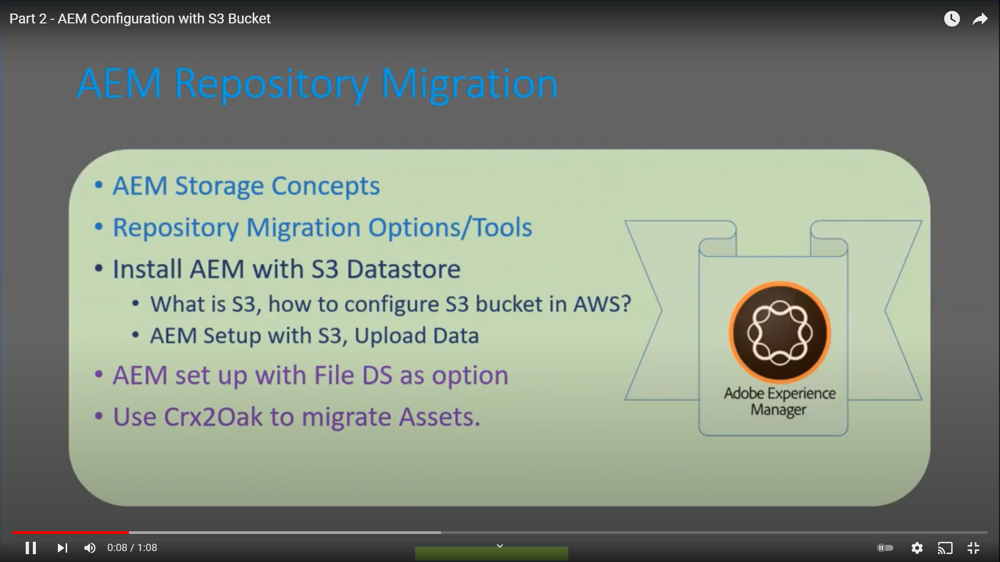 Part 2 - AEM Configuration with S3 Bucket
AEM Repository Migration
• AEM Storage Concepts
• Repository Migration Options/Tools
• Install AEM with S3 Datastore
• What is S3, how to configure S3 bucket in AWS?
• AEM Setup with S3, Upload Data
• AEM set up with File DS as option
• Use Crx2Oak to migrate Assets.
Adobe Experience
Manager
0:08 / 1:08